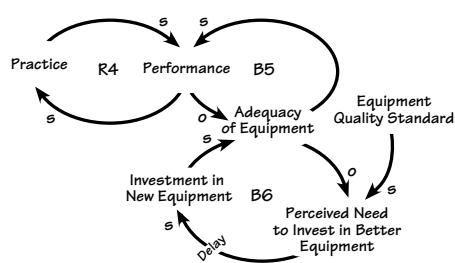 s
s
s
Practice
R4
Performance
B5
Equipment
Quality Standard
s
o
Adequacy
of Equipment
s
o
s
Investment in
New Equipment
B6
Perceived Need
to Invest in Better
Equipment
s
Delay